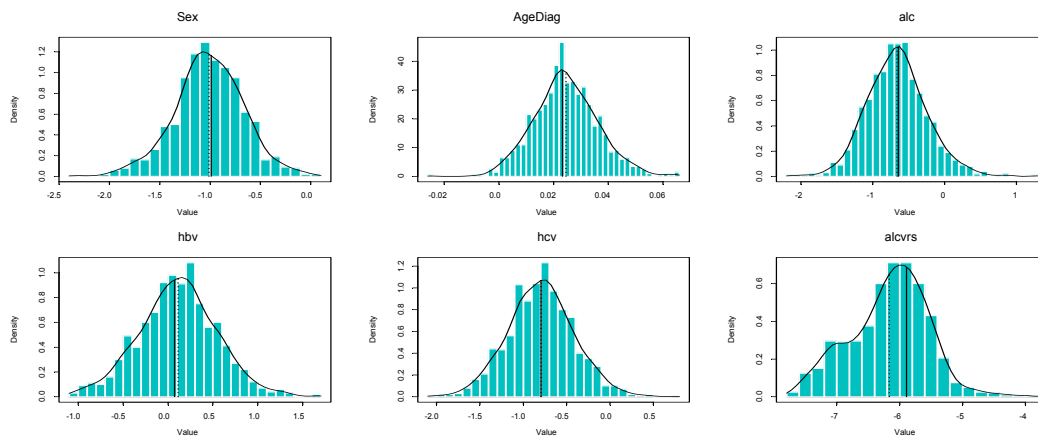 Sex
Density
0.0 0.2 0.4 0.6 0.8 1.0 1.2
-2.5 -2.0 -1.5 -1.0 -0.5 0.0
Value
AgeDiag
Density
0 10 20 30 40
-0.02 0.0 0.02 0.04 0.06
Value
alc
Density
0.0 0.2 0.4 0.6 0.8 1.0
-2 -1 0 1
Value
hbv
Density
0.0 0.2 0.4 0.6 0.8 1.0
-1.0 -0.5 0.0 0.5 1.0 1.5
Value
hcv
Density
0.0 0.2 0.4 0.6 0.8 1.0 1.2
-2.0 -1.5 -1.0 -0.5 0.0 0.5
Value
alcvrs
Density
0.0 0.2 0.4 0.6
-7 -6 -5 -4
Value